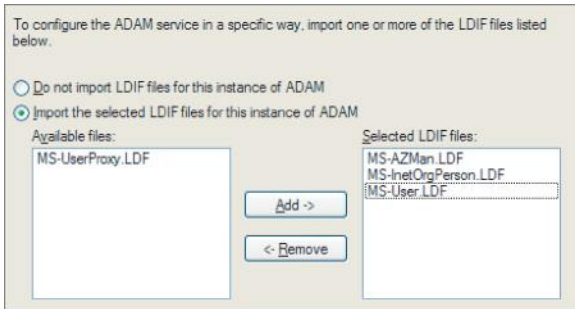 To configure the ADAM service in a specific way, import one or more of the LDIF files listed
below.
Do not import LDIF files for this instance of ADAM
Import the selected LDIF files for this instance of ADAM
Available files:
Selected LDIF files:
MS-UserProxy.LDF
MS-AZMan.LDF
MS-InetOrgPerson.LDF
MS-User.LDF
Add ->
<- Remove